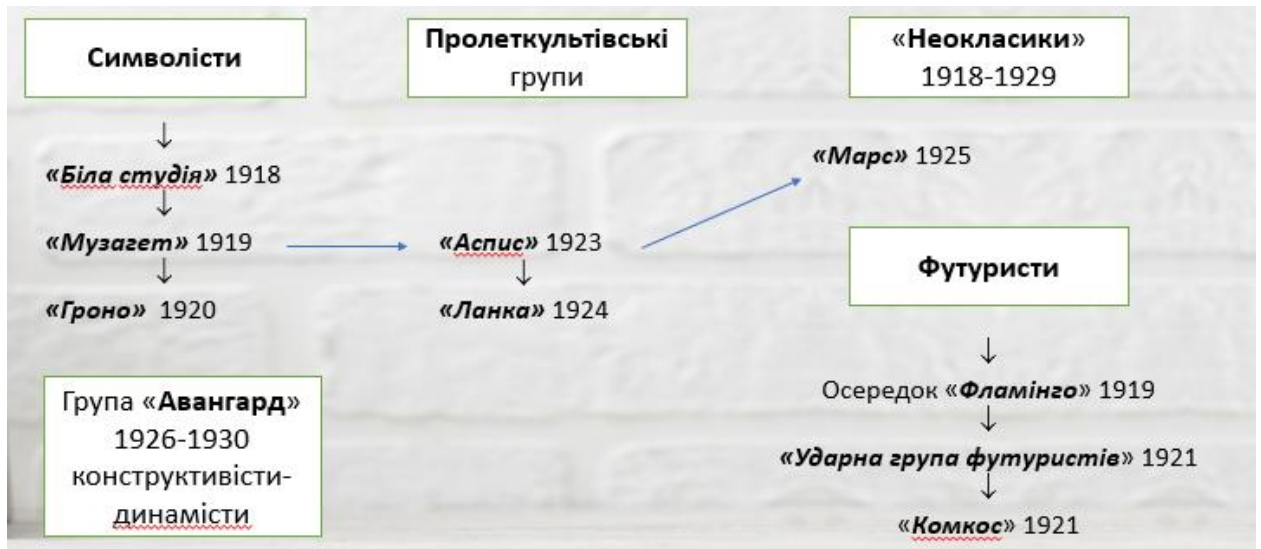 Символісти
↓
«Біла студія» 1918
↓
«Музагет» 1919
↓
«Гроно» 1920
Група «Авангард»
1926-1930
конструктивісти-
динамісти
Пролеткультівські
групи
«Аспис» 1923
↓
«Ланка» 1924
«Неокласики»
1918-1929
«Марс» 1925
Футуристи
↓
Осередок «Фламінго» 1919
↓
«Ударна група футуристів» 1921
↓
«Комкос» 1921